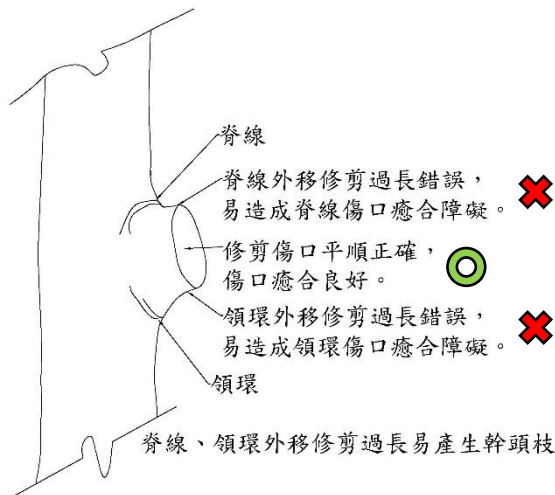 脊線
脊線外移修剪過長錯誤，
易造成脊線傷口癒合障礙。
修剪傷口平順正確，
傷口癒合良好。
領環外移修剪過長錯誤，
易造成領環傷口癒合障礙。
領環
脊線、領環外移修剪過長易產生幹頭枝